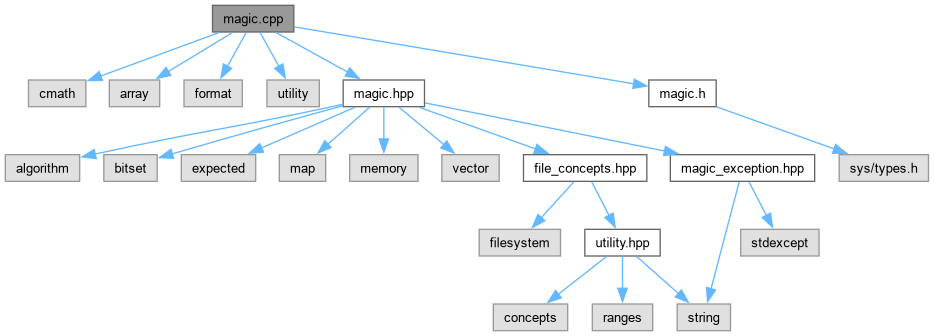 magic.cpp
cmath
array
format
utility
magic.hpp
magic.h
algorithm
bitset
expected
map
memory
vector
file_concepts.hpp
magic_exception.hpp
sys/types.h
filesystem
utility.hpp
stdexcept
concepts
ranges
string